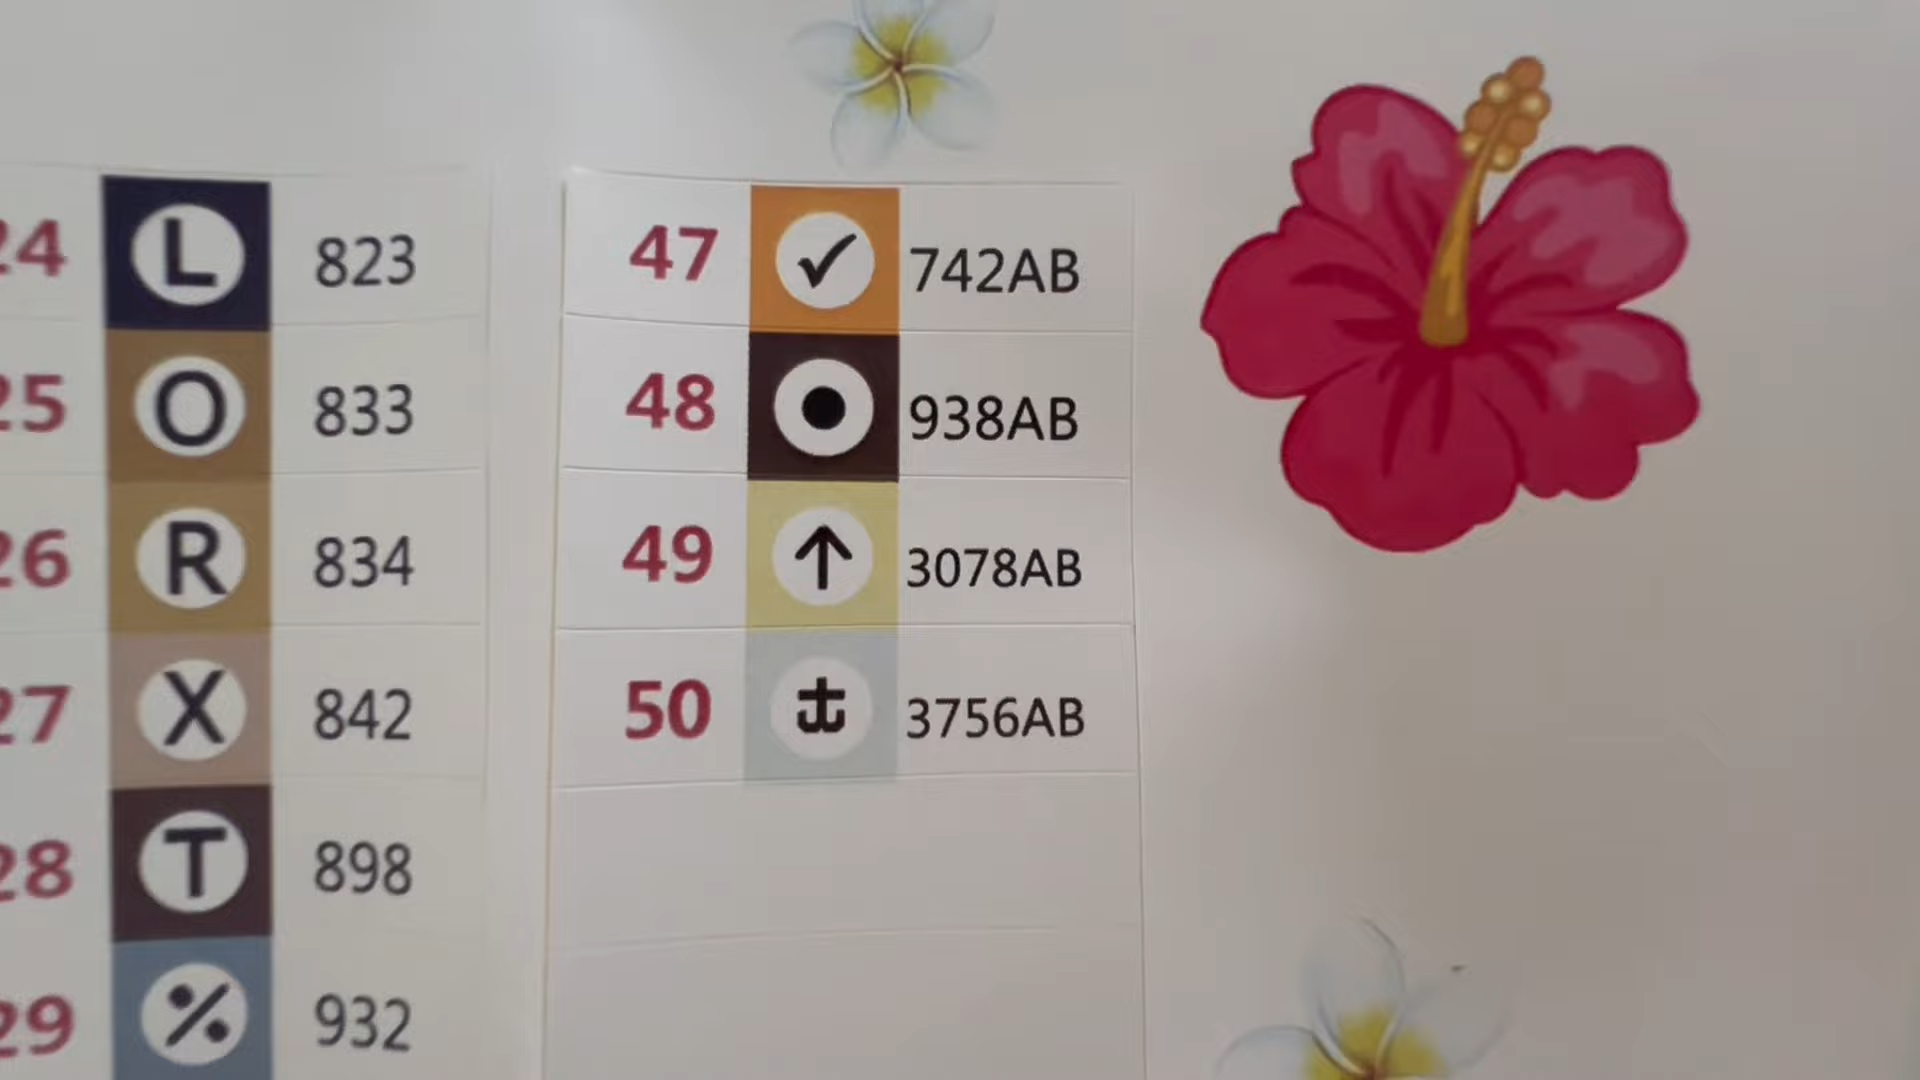 24 L 823
25 O 833
26 R 834
27 X 842
28 T 898
29 % 932
47 ✓ 742AB
48 ● 938AB
49 ↑ 3078AB
50 3756AB